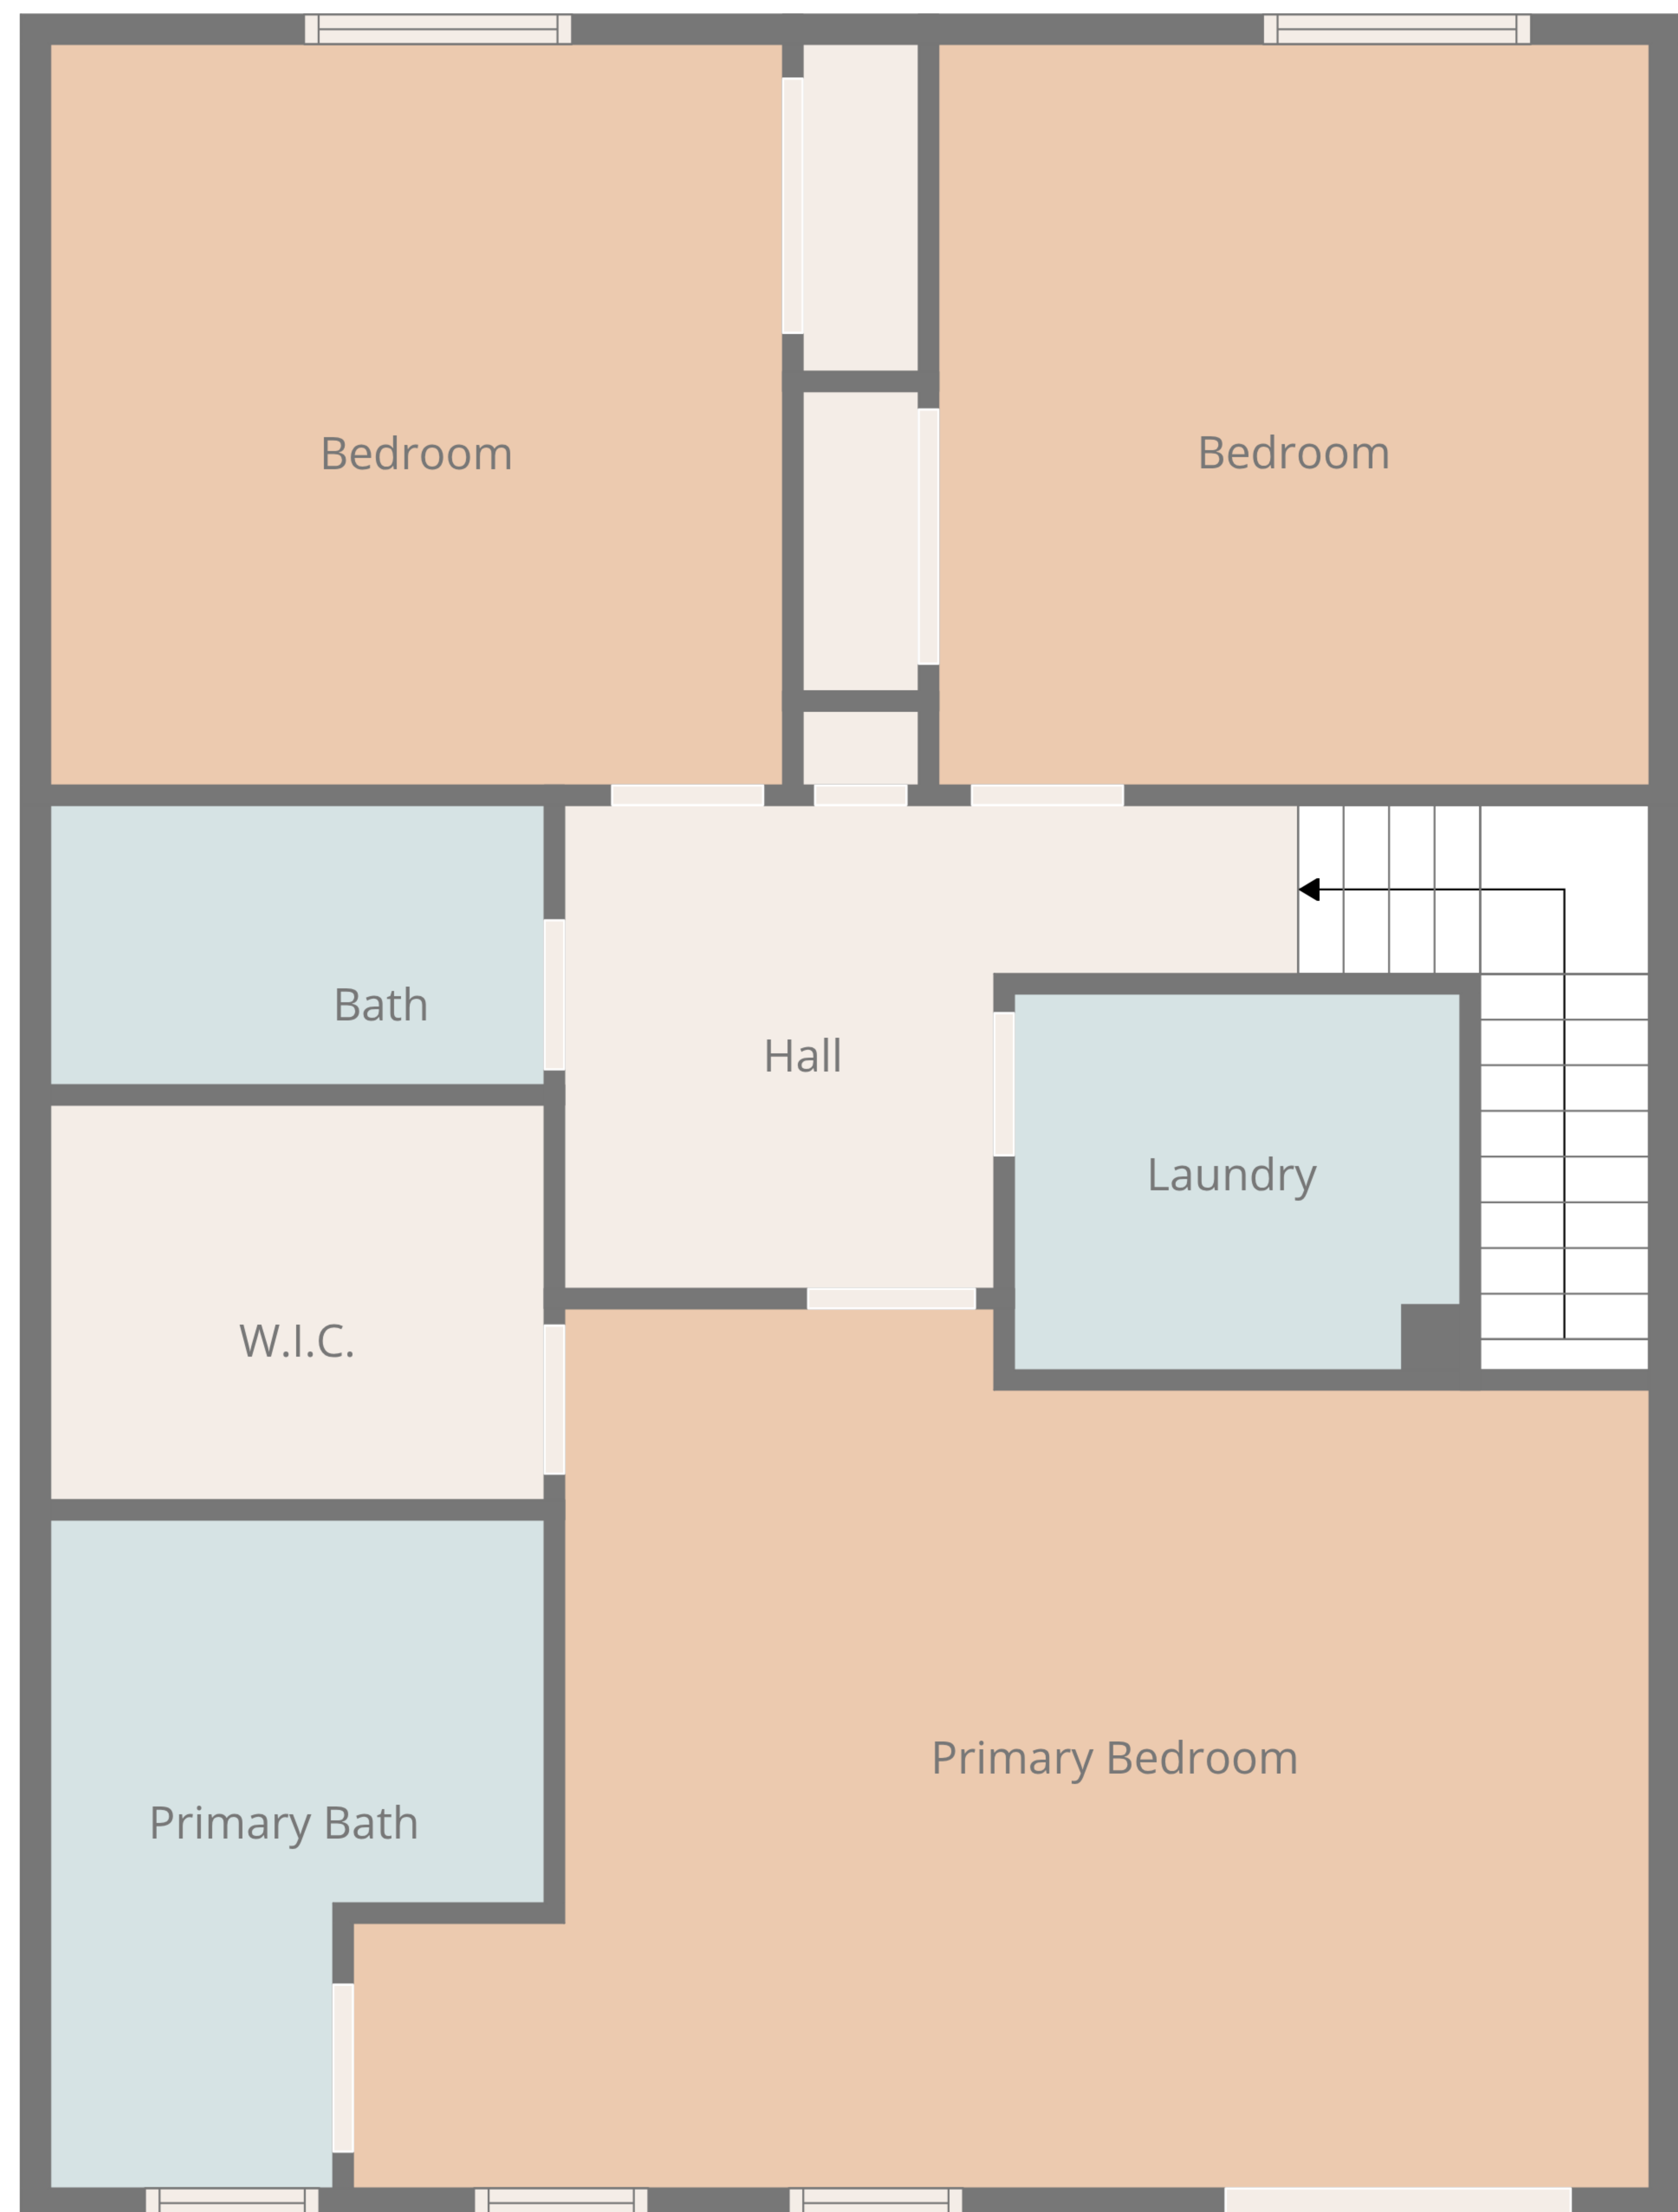 Bedroom
Bedroom
Bath
Hall
Laundry
W.I.C.
Primary Bedroom
Primary Bath